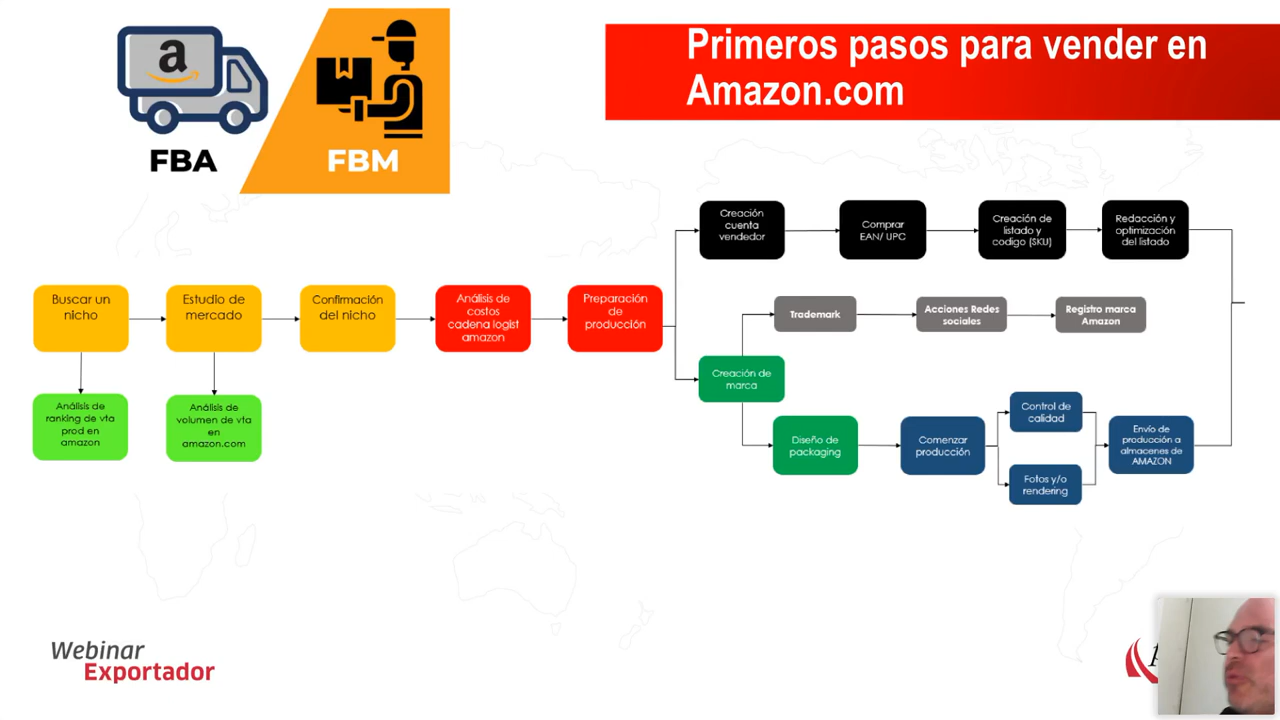 a
FBA
FBM
Primeros pasos para vender en
Amazon.com
Creación
cuenta
vendedor
Comprar
EAN/ UPC
Creación de
listado y
codigo (SKU)
Redacción y
optimización
del listado
Buscar un
nicho
Estudio de
mercado
Confirmación
del nicho
Análisis de
costos
cadena logist
amazon
Preparación
de
producción
Trademark
Acciones Redes
sociales
Registro marca
Amazon
Creación de
marca
Análisis de
ranking de vta
prod en
amazon
Análisis de
volumen de vta
en
amazon.com
Diseño de
packaging
Comenzar
producción
Control de
calidad
Fotos y/o
rendering
Envío de
producción a
almacenes de
AMAZON
Webinar
Exportador